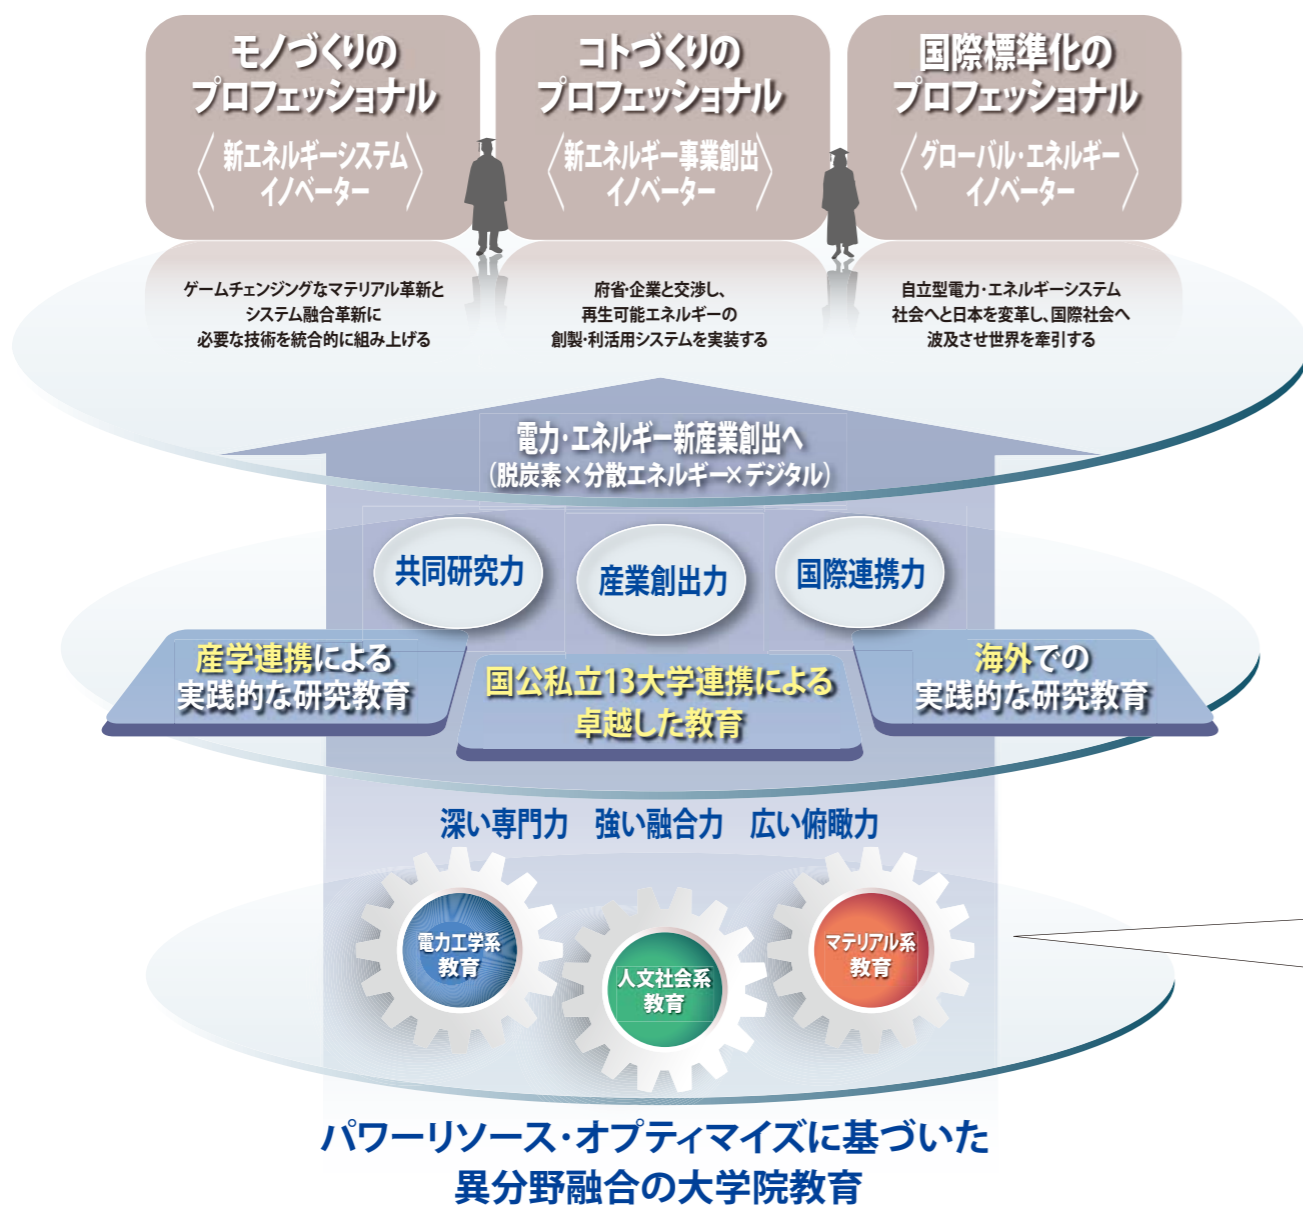 モノづくりの
プロフェッショナル
〈新エネルギーシステム
イノベーター〉
コトづくりの
プロフェッショナル
〈新エネルギー事業創出
イノベーター〉
国際標準化の
プロフェッショナル
〈グローバル・エネルギー
イノベーター〉
ゲームチェンジングなマテリアル革新と
システム融合革新に
必要な技術を統合的に組み上げる
府省・企業と交渉し、
再生可能エネルギーの
創製・利活用システムを実装する
自立型電力・エネルギーシステム
社会へと日本を変革し、国際社会へ
波及させ世界を牽引する
電力・エネルギー新産業創出へ
(脱炭素×分散エネルギー×デジタル)
共同研究力
産業創出力
国際連携力
産学連携による
実践的な研究教育
国公私立13大学連携による
卓越した教育
海外での
実践的な研究教育
深い専門力 強い融合力 広い俯瞰力
電力工学系
教育
人文社会系
教育
マテリアル系
教育
パワーリソース・オプティマイズに基づいた
異分野融合の大学院教育